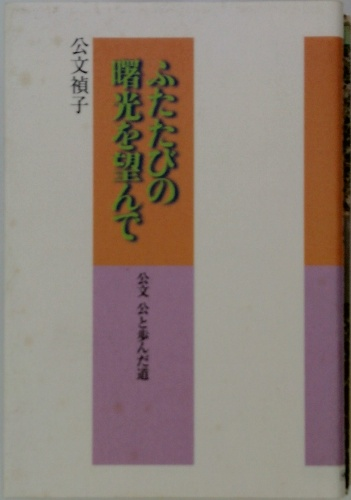 ふたたびの
曙光を望んで
公文 公と歩んだ道
公文禎子